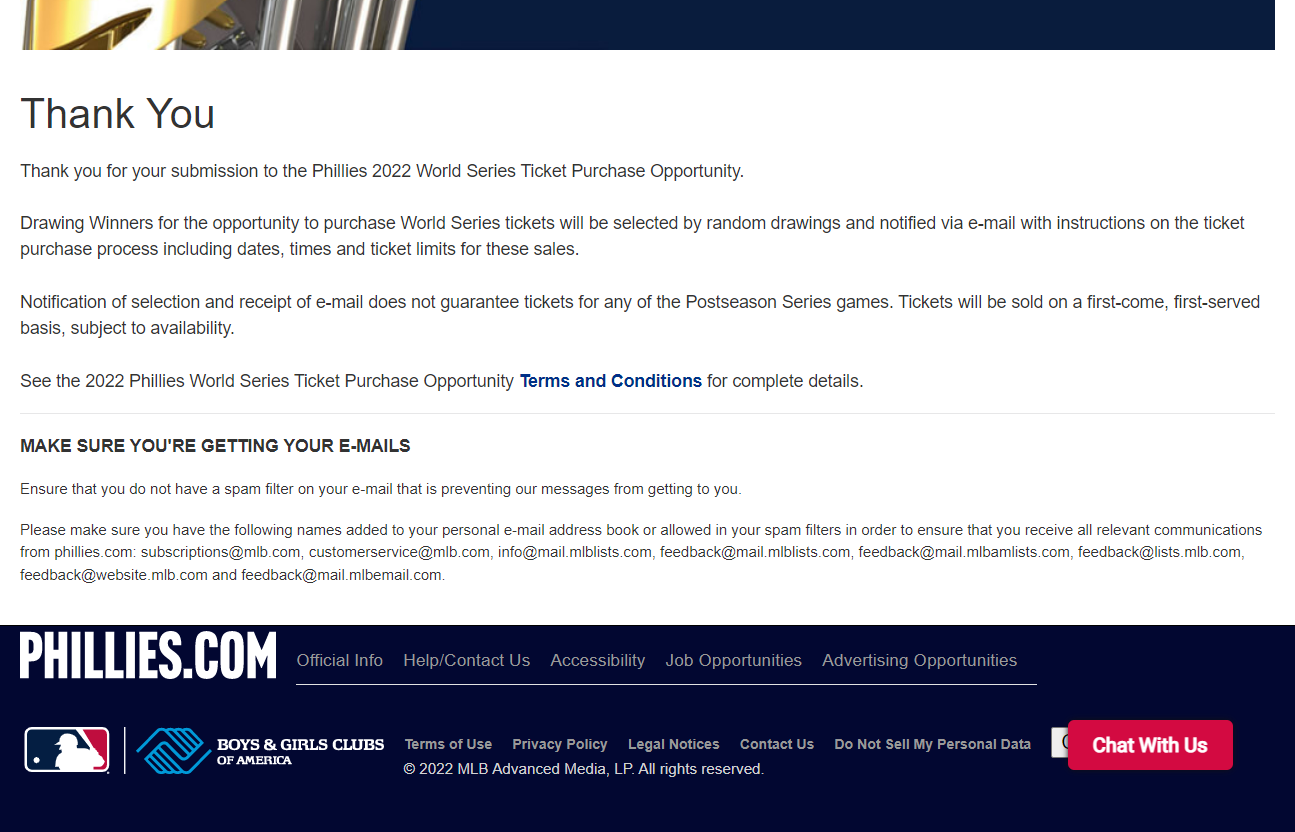 Thank You
Thank you for your submission to the Phillies 2022 World Series Ticket Purchase Opportunity.
Drawing Winners for the opportunity to purchase World Series tickets will be selected by random drawings and notified via e-mail with instructions on the ticket
purchase process including dates, times and ticket limits for these sales.
Notification of selection and receipt of e-mail does not guarantee tickets for any of the Postseason Series games. Tickets will be sold on a first-come, first-served
basis, subject to availability.
See the 2022 Phillies World Series Ticket Purchase Opportunity Terms and Conditions for complete details.
MAKE SURE YOU'RE GETTING YOUR E-MAILS
Ensure that you do not have a spam filter on your e-mail that is preventing our messages from getting to you.
Please make sure you have the following names added to your personal e-mail address book or allowed in your spam filters in order to ensure that you receive all relevant communications
from phillies.com: subscriptions@mlb.com, customerservice@mlb.com, info@mail.mlblists.com, feedback@mail.mlblists.com, feedback@mail.mlbamlists.com, feedback@lists.mlb.com,
feedback@website.mlb.com and feedback@mail.mlbemail.com.
PHILLIES.COM Official Info Help/Contact Us Accessibility Job Opportunities Advertising Opportunities
BOYS & GIRLS CLUBS
OF AMERICA
Terms of Use Privacy Policy Legal Notices Contact Us Do Not Sell My Personal Data
Chat With Us
© 2022 MLB Advanced Media, LP. All rights reserved.